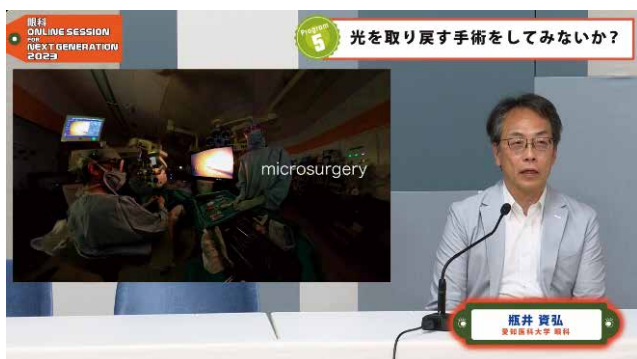 眼科
ONLINE SESSION
FOR
NEXT GENERATION
2023
Program
5
光を取り戻す手術をしてみないか?
microsurgery
瓶井 資弘
愛知医科大学 眼科